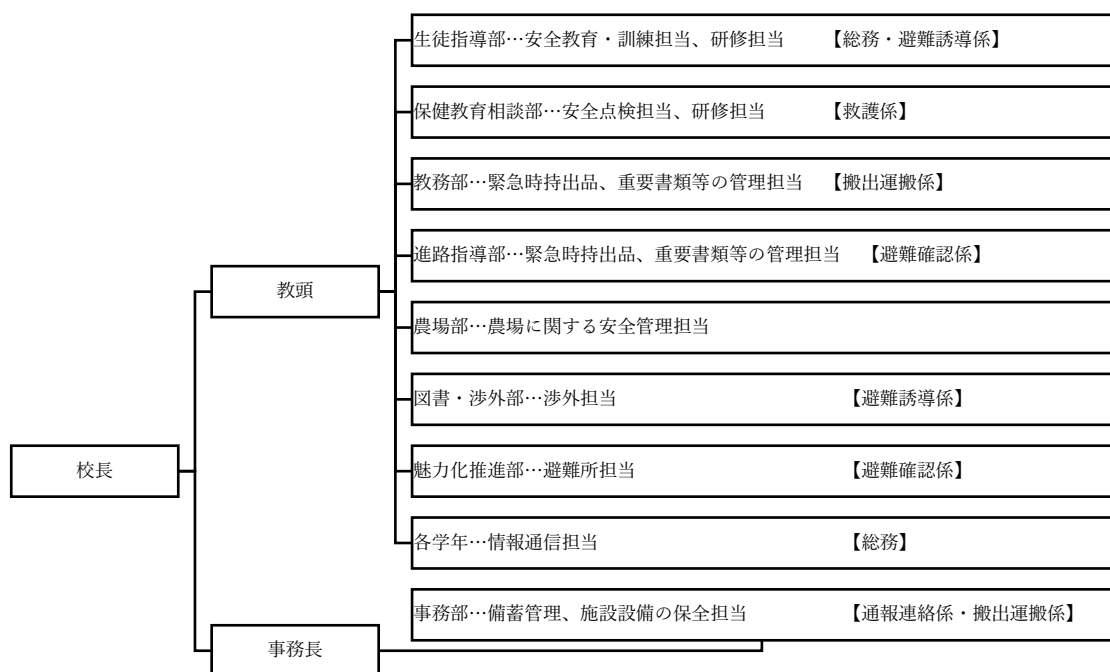 生徒指導部…安全教育・訓練担当、研修担当　　【総務・避難誘導係】
保健教育相談部…安全点検担当、研修担当　　　【救護係】
教務部…緊急時持出品、重要書類等の管理担当　【搬出運搬係】
進路指導部…緊急時持出品、重要書類等の管理担当　【避難確認係】
教頭
農場部…農場に関する安全管理担当
図書・渉外部…渉外担当　　　　　　　　　　　【避難誘導係】
校長
魅力化推進部…避難所担当　　　　　　　　　　【避難確認係】
各学年…情報通信担当　　　　　　　　　　　　【総務】
事務部…備蓄管理、施設設備の保全担当　　　　【通報連絡係・搬出運搬係】
事務長